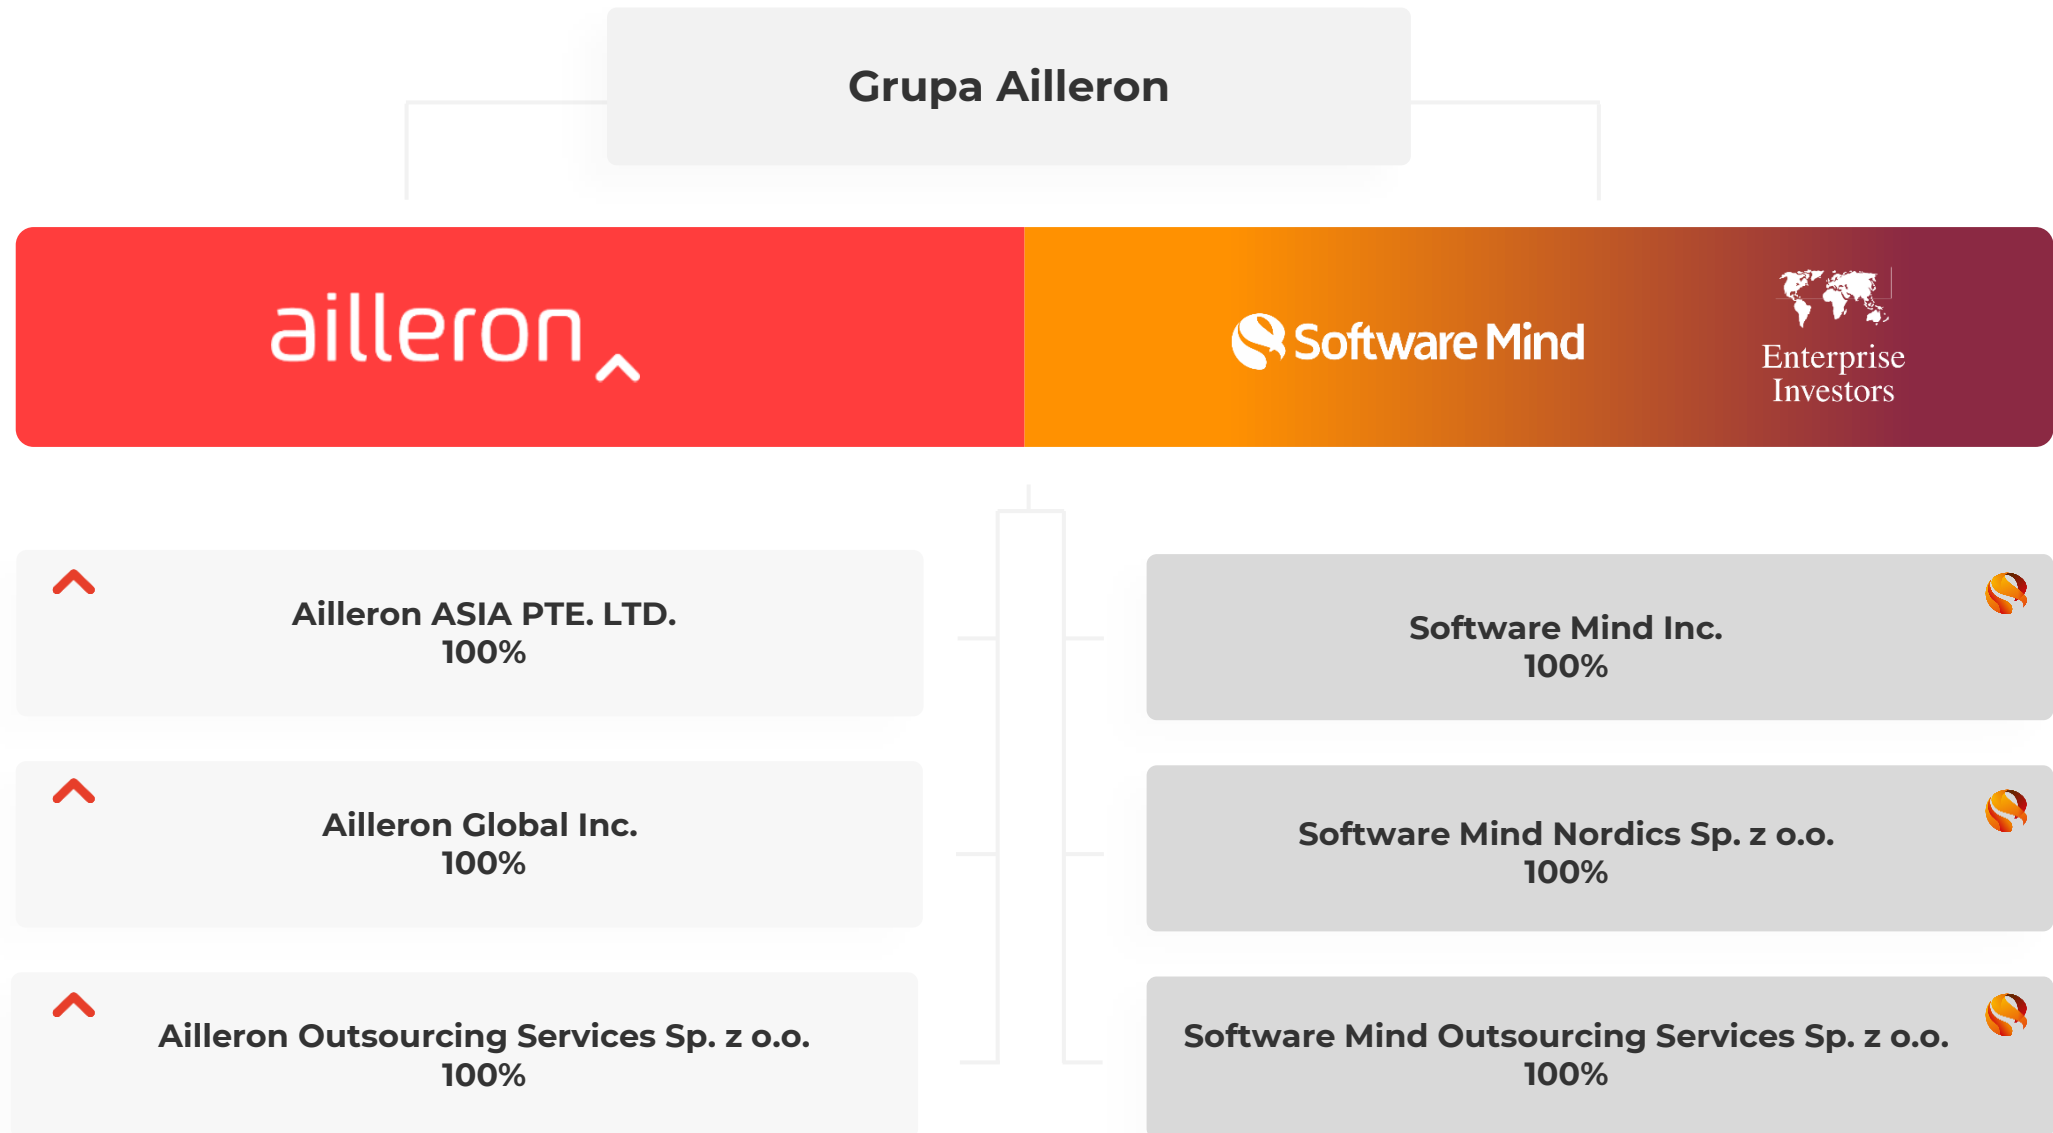 Grupa Ailleron
ailleron
Software Mind
Enterprise
Investors
Ailleron ASIA PTE. LTD.
100%
Software Mind Inc.
100%
Ailleron Global Inc.
100%
Software Mind Nordics Sp. z o.o.
100%
Ailleron Outsourcing Services Sp. z o.o.
100%
Software Mind Outsourcing Services Sp. z o.o.
100%